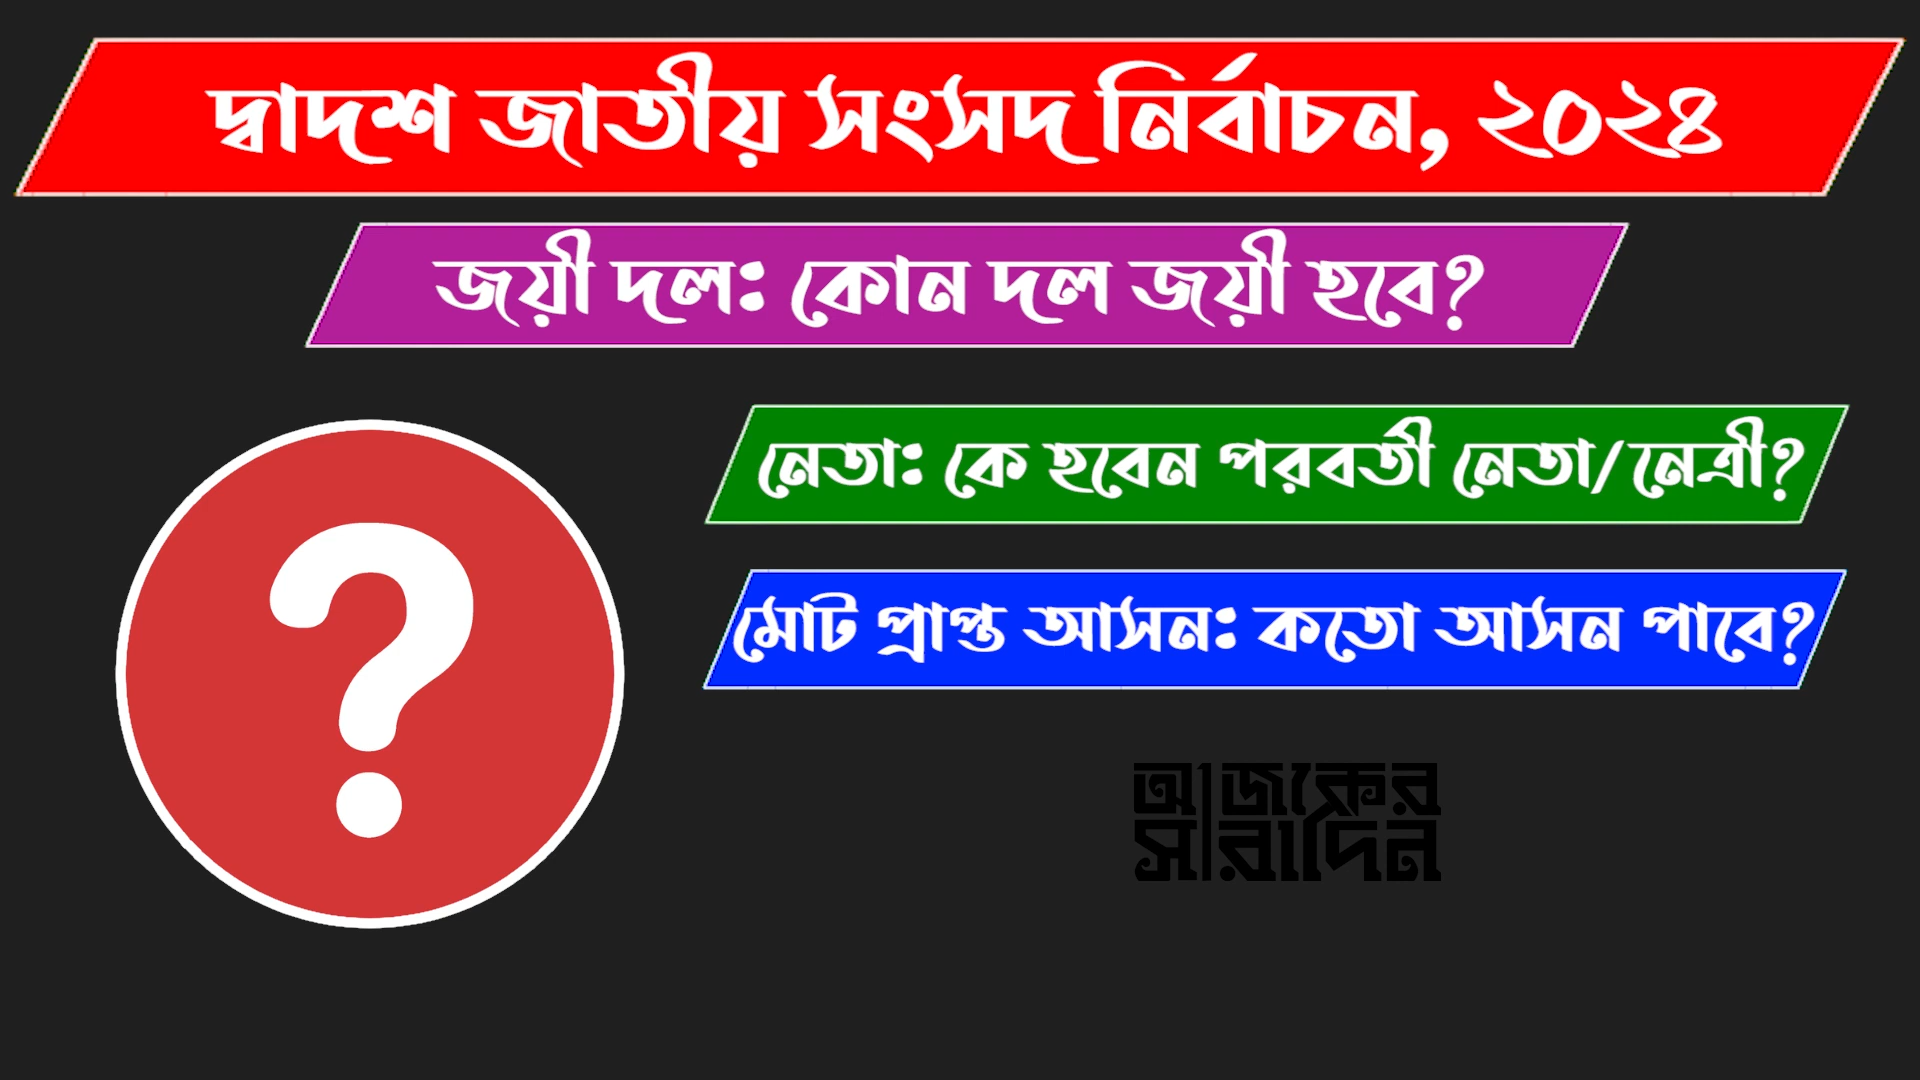 দ্বাদশ জাতীয় সংসদ নির্বাচন, ২০২৪
জয়ী দল: কোন দল জয়ী হবে?
নেতা: কে হবেন পরবর্তী নেতা/নেত্রী?
মোট প্রাপ্ত আসন: কতো আসন পাবে?
আজকের
সারাদিন